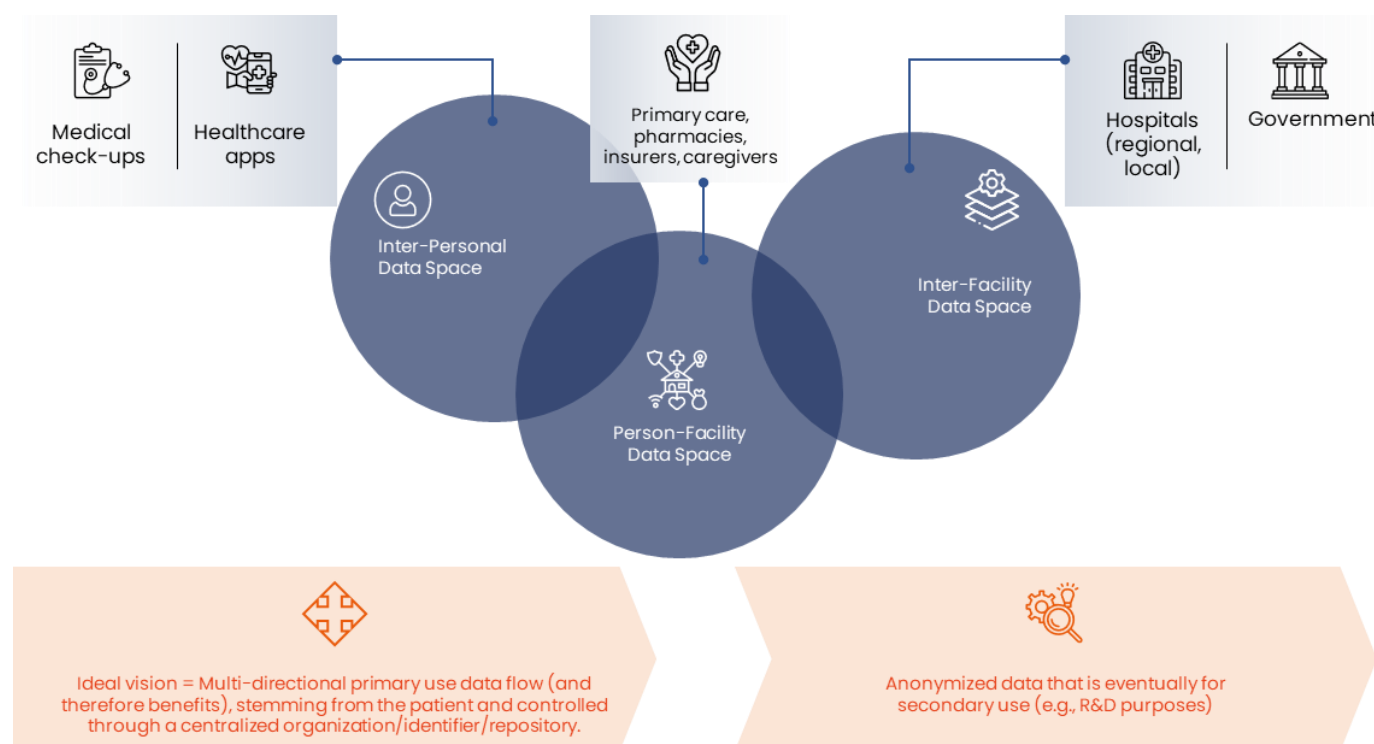 Medical
check-ups
Healthcare
apps
Primary care,
pharmacies,
insurers, caregivers
Hospitals
(regional,
local)
Government
Inter-Personal
Data Space
Inter-Facility
Data Space
Person-Facility
Data Space
Ideal vision = Multi-directional primary use data flow (and
therefore benefits), stemming from the patient and controlled
through a centralized organization/identifier/repository.
Anonymized data that is eventually for
secondary use (e.g., R&D purposes)